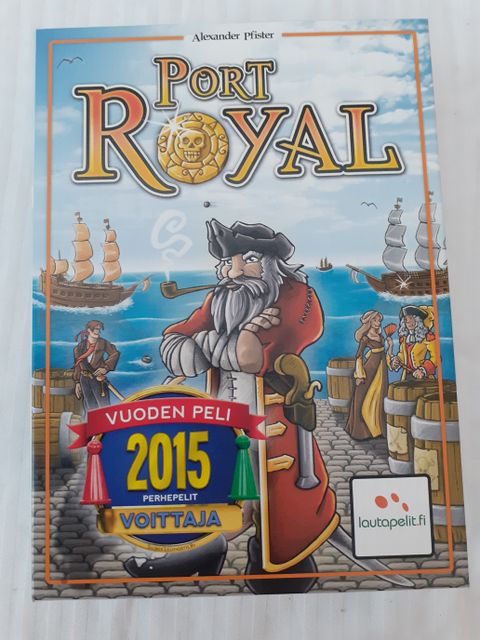 Alexander Pfister
PORT
ROYAL
VUODEN PELI
2015
PERHEPELIT
VOITTAJA
lautapelit.fi